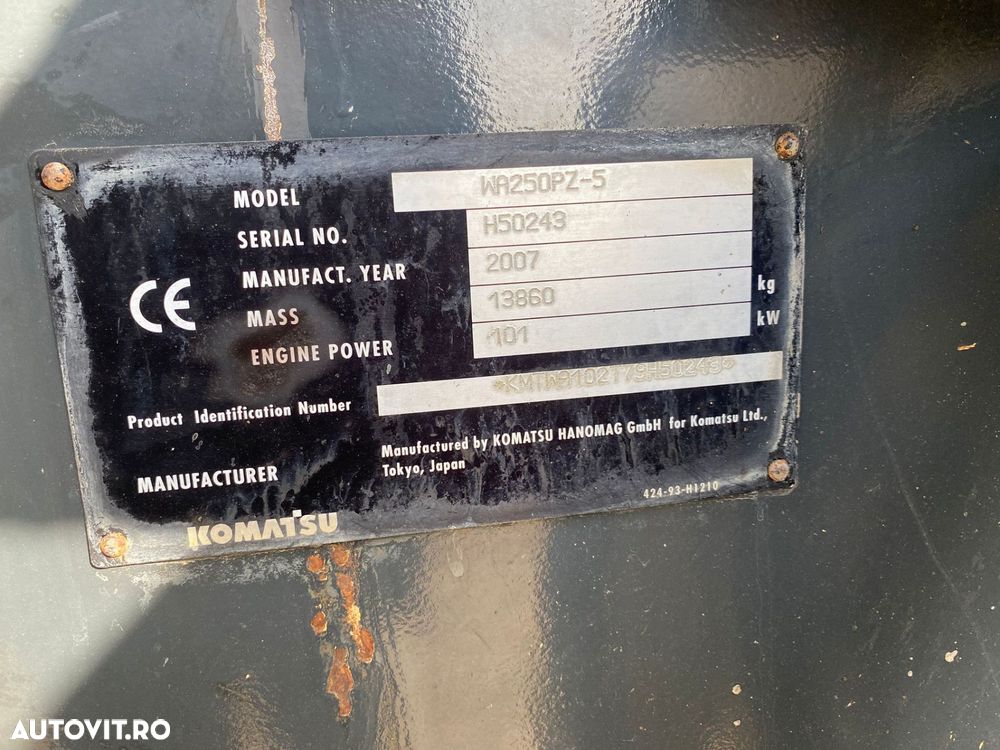 MODEL WA250PZ-5
SERIAL NO. H50243
MANUFACT. YEAR 2007
MASS 13860 kg
ENGINE POWER 101 kW
CE
Product Identification Number *KMTWA102179H50243*
MANUFACTURER Manufactured by KOMATSU HANOMAG GmbH for Komatsu Ltd.,
Tokyo, Japan
424-93-H1210
KOMATSU
AUTOVIT.RO